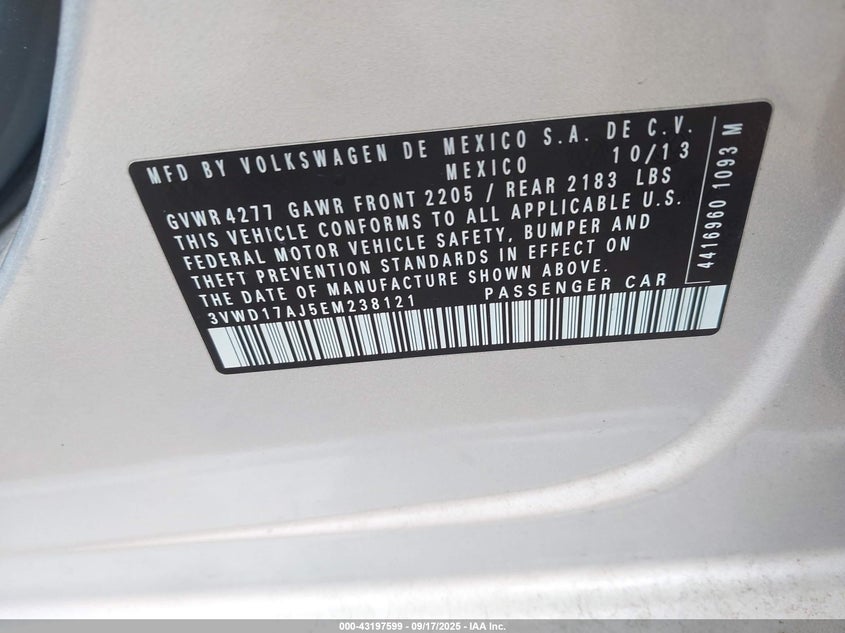 MFD BY VOLKSWAGEN DE MEXICO S.A. DE C.V.
MEXICO 10/13
GVWR 4277 GAWR FRONT 2205 / REAR 2183 LBS
THIS VEHICLE CONFORMS TO ALL APPLICABLE U.S.
FEDERAL MOTOR VEHICLE SAFETY, BUMPER AND
THEFT PREVENTION STANDARDS IN EFFECT ON
THE DATE OF MANUFACTURE SHOWN ABOVE.
3VWD17AJ5EM238121 PASSENGER CAR
4416960 1093 M
000-43197599 - 09/17/2025 - IAA Inc.